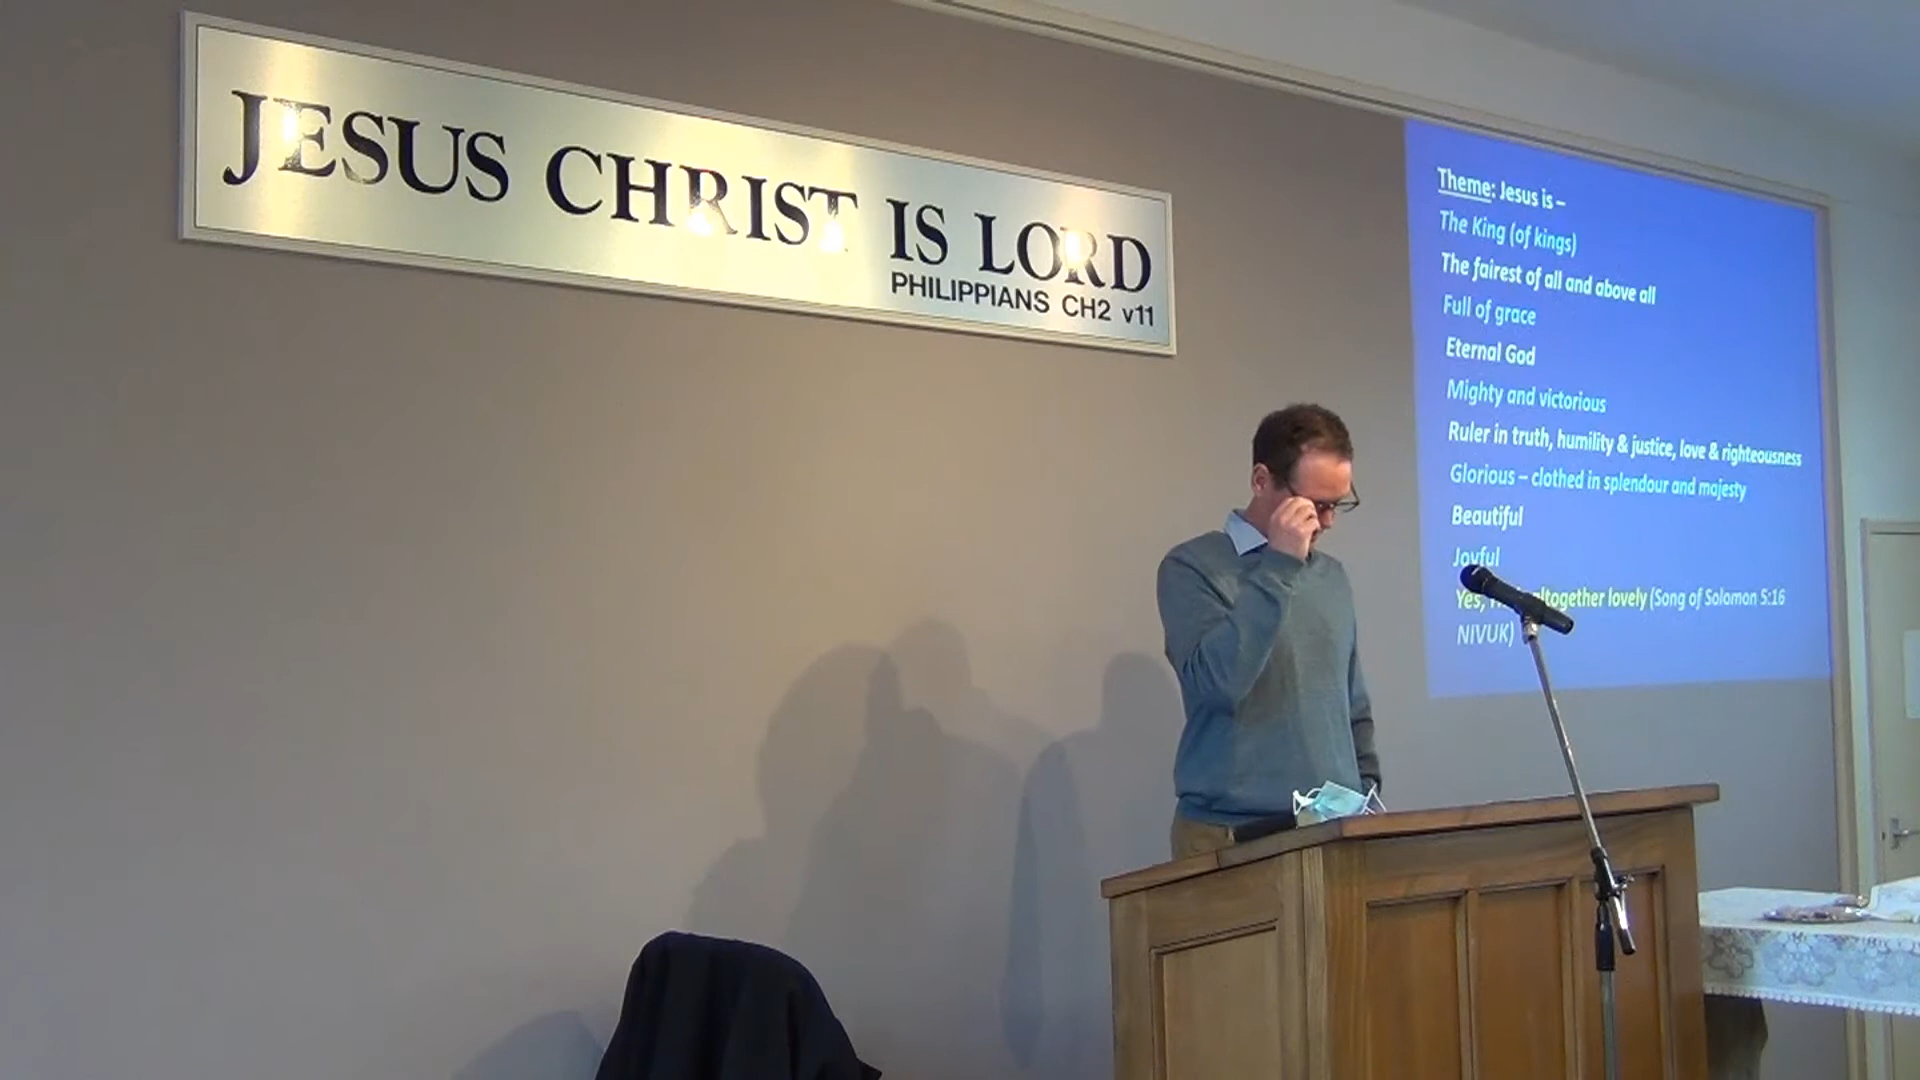 JESUS CHRIST IS LORD
PHILIPPIANS CH2 v11
Theme: Jesus is –
The King (of kings)
The fairest of all and above all
Full of grace
Eternal God
Mighty and victorious
Ruler in truth, humility & justice, love & righteousness
Glorious – clothed in splendour and majesty
Beautiful
Joyful
Yes, altogether lovely (Song of Solomon 5:16
NIVUK)